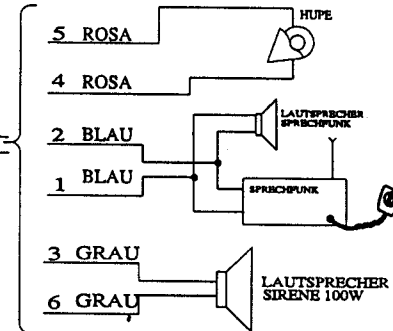 5 ROSA
HUPE
4 ROSA
LAUTSPRECHER
SPRECHFUNK
2 BLAU
1 BLAU
SPRECHFUNK
3 GRAU
LAUTSPRECHER
SIRENE 100W
6 GRAU